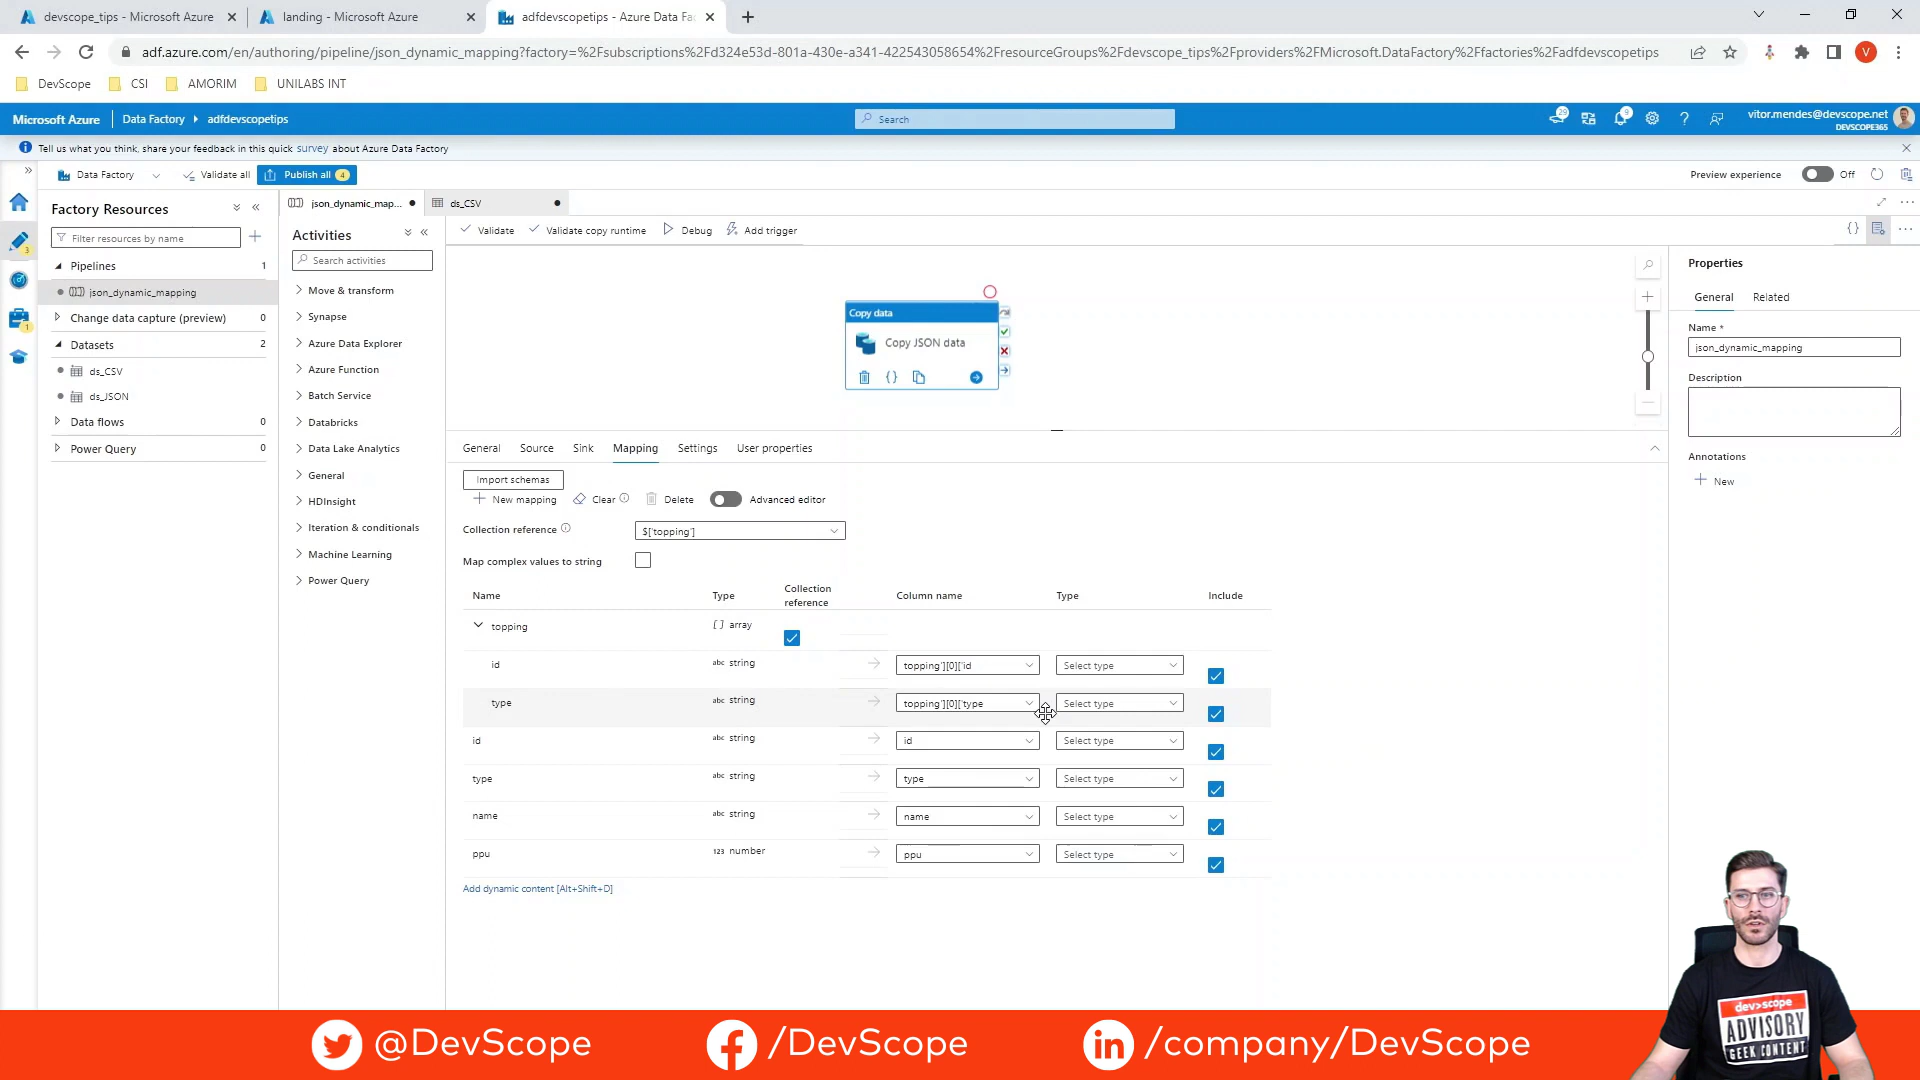 devscope_tips - Microsoft Azure
landing - Microsoft Azure
adfdevscopetips - Azure Data Fa
adf.azure.com/en/authoring/pipeline/json_dynamic_mapping?factory=%2Fsubscriptions%2Fd324e53d-801a-430e-a341-422543058654%2FresourceGroups%2Fdevscope_tips%2Fproviders%2FMicrosoft.DataFactory%2Ffactories%2Fadfdevscopetips
V
DevScope CSI AMORIM UNILABS INT
Microsoft Azure Data Factory adfdevscopetips
Search
29
9
vitor.mendes@devscope.net
DEVSCOPE365
Tell us what you think, share your feedback in this quick survey about Azure Data Factory
Data Factory Validate all Publish all 4
Preview experience Off
Factory Resources
json_dynamic_map... ds_CSV
Filter resources by name
Pipelines 1
json_dynamic_mapping
Change data capture (preview) 0
Datasets 2
ds_CSV
ds_JSON
Data flows 0
Power Query 0
3
1
Activities
Search activities
Move & transform
Synapse
Azure Data Explorer
Azure Function
Batch Service
Databricks
Data Lake Analytics
General
HDInsight
Iteration & conditionals
Machine Learning
Power Query
Validate Validate copy runtime Debug Add trigger
{}
Copy data
Copy JSON data
{}
General Source Sink Mapping Settings User properties
Import schemas
New mapping Clear Delete Advanced editor
Collection reference $['topping']
Map complex values to string
Name Type Collection reference Column name Type Include
topping [] array
id abc string topping'][0]['id Select type
type abc string topping'][0]['type Select type
id abc string id Select type
type abc string type Select type
name abc string name Select type
ppu 123 number ppu Select type
Add dynamic content [Alt+Shift+D]
Properties
General Related
Name *
json_dynamic_mapping
Description
Annotations
New
dev>scope
ADVISORY
GEEK CONTENT
@DevScope /DevScope /company/DevScope